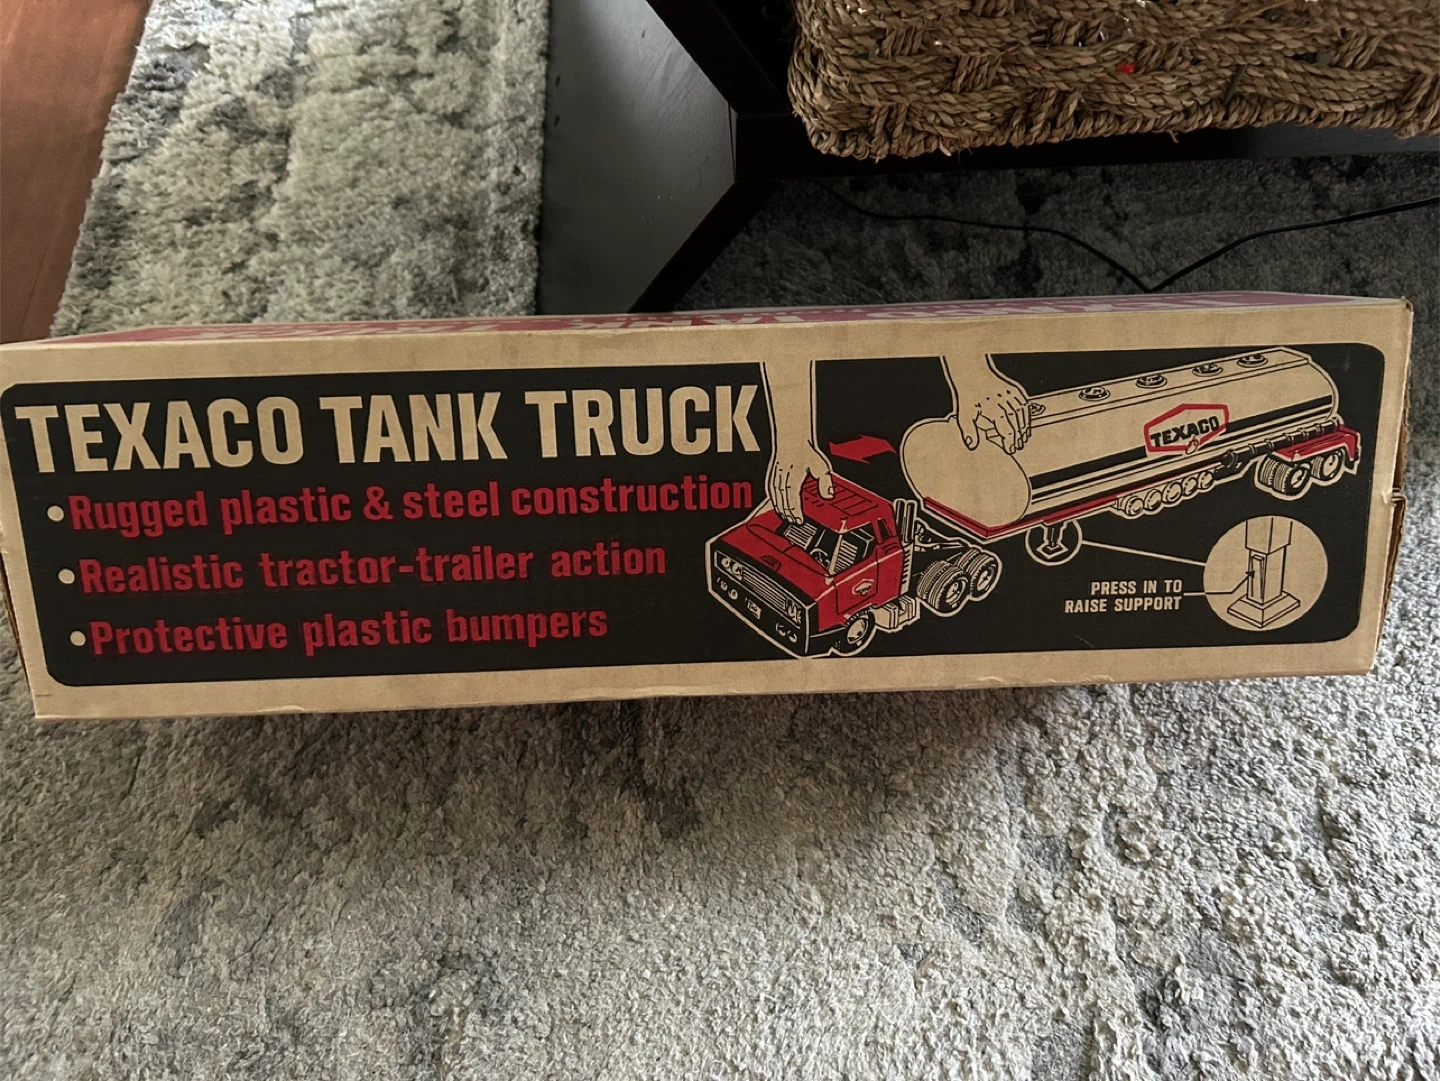 TEXACO TANK TRUCK
•Rugged plastic & steel construction
•Realistic tractor-trailer action
•Protective plastic bumpers
TEXACO
PRESS IN TO
RAISE SUPPORT